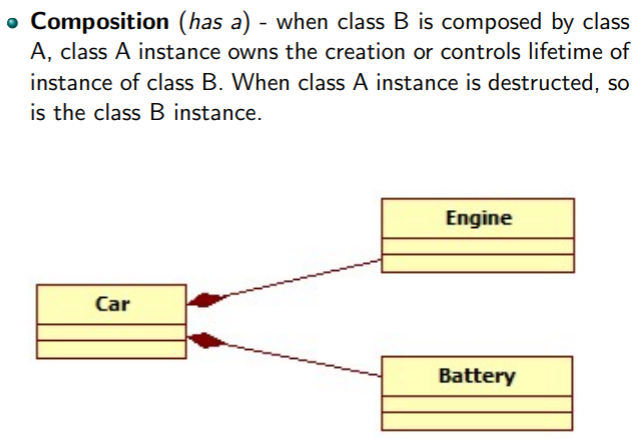 Composition (has a) - when class B is composed by class
A, class A instance owns the creation or controls lifetime of
instance of class B. When class A instance is destructed, so
is the class B instance.
Engine
Car
Battery